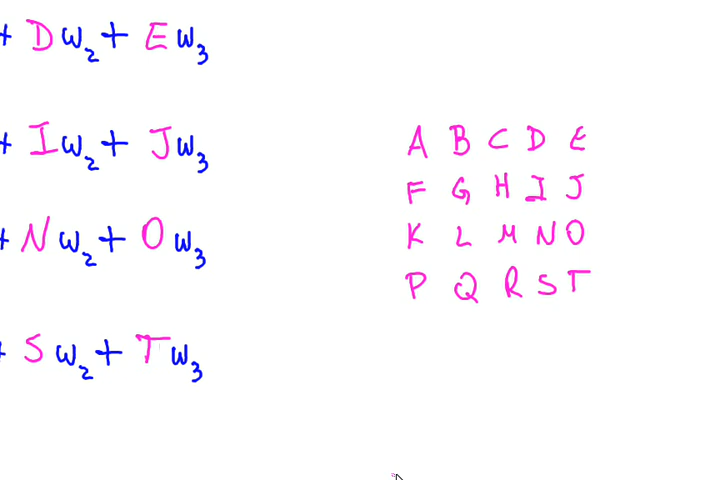 + Dw₂ + Ew₃
+ Iw₂ + Jw₃
+ Nw₂ + Ow₃
+ Sw₂ + Tw₃
A B C D E
F G H I J
K L M N O
P Q R S T